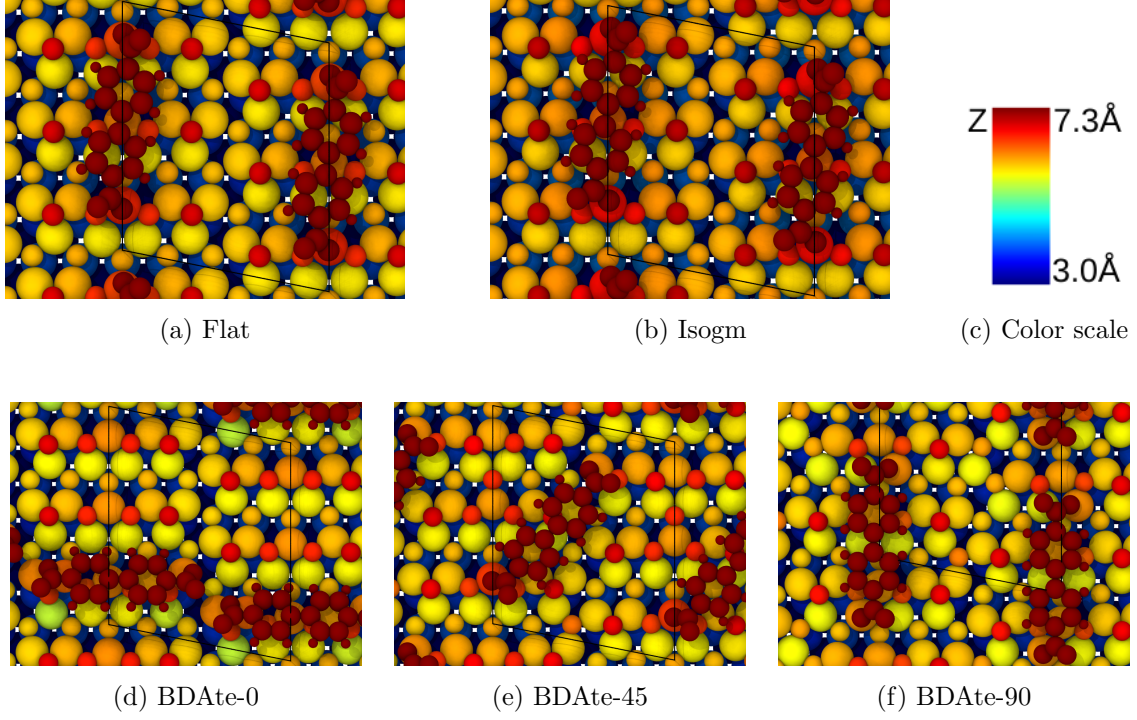 Z 7.3Å
3.0Å
(a) Flat
(b) Isogm
(c) Color scale
(d) BDAte-0
(e) BDAte-45
(f) BDAte-90